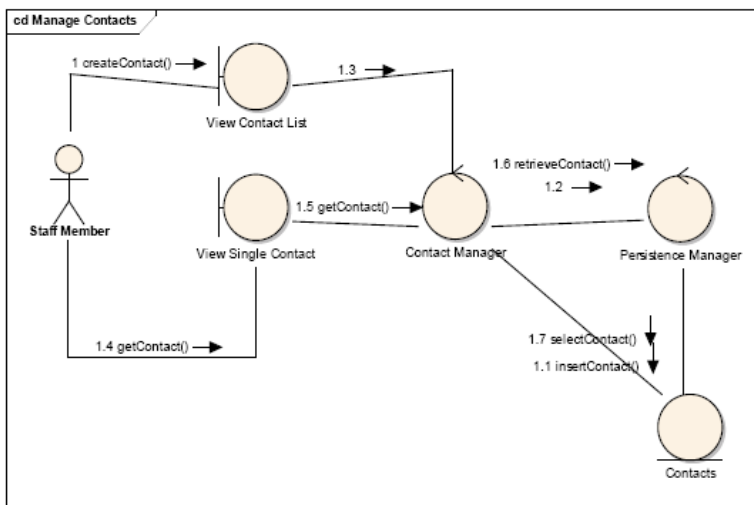 cd Manage Contacts
1 createContact()
1.3
View Contact List
1.6 retrieveContact()
1.2
1.5 getContact()
Staff Member
View Single Contact
Contact Manager
Persistence Manager
1.4 getContact()
1.7 selectContact()
1.1 insertContact()
Contacts